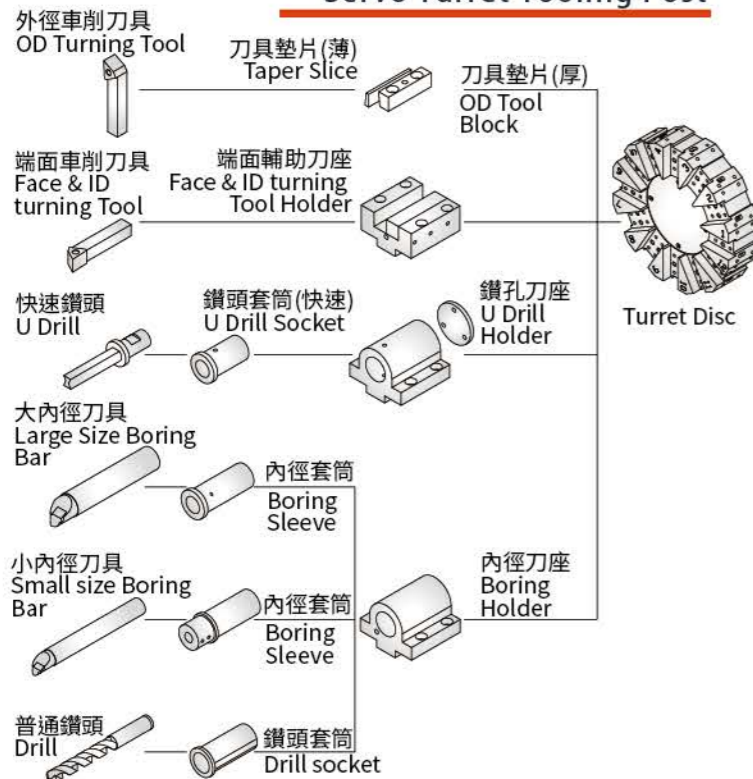 Servo Turret Tooling Post
外徑車削刀具
OD Turning Tool
刀具墊片(薄)
Taper Slice
刀具墊片(厚)
OD Tool
Block
端面車削刀具
Face & ID
turning Tool
端面輔助刀座
Face & ID turning
Tool Holder
Turret Disc
快速鑽頭
U Drill
鑽頭套筒(快速)
U Drill Socket
鑽孔刀座
U Drill
Holder
大內徑刀具
Large Size Boring
Bar
內徑套筒
Boring
Sleeve
小內徑刀具
Small size Boring
Bar
內徑套筒
Boring
Sleeve
內徑刀座
Boring
Holder
普通鑽頭
Drill
鑽頭套筒
Drill socket